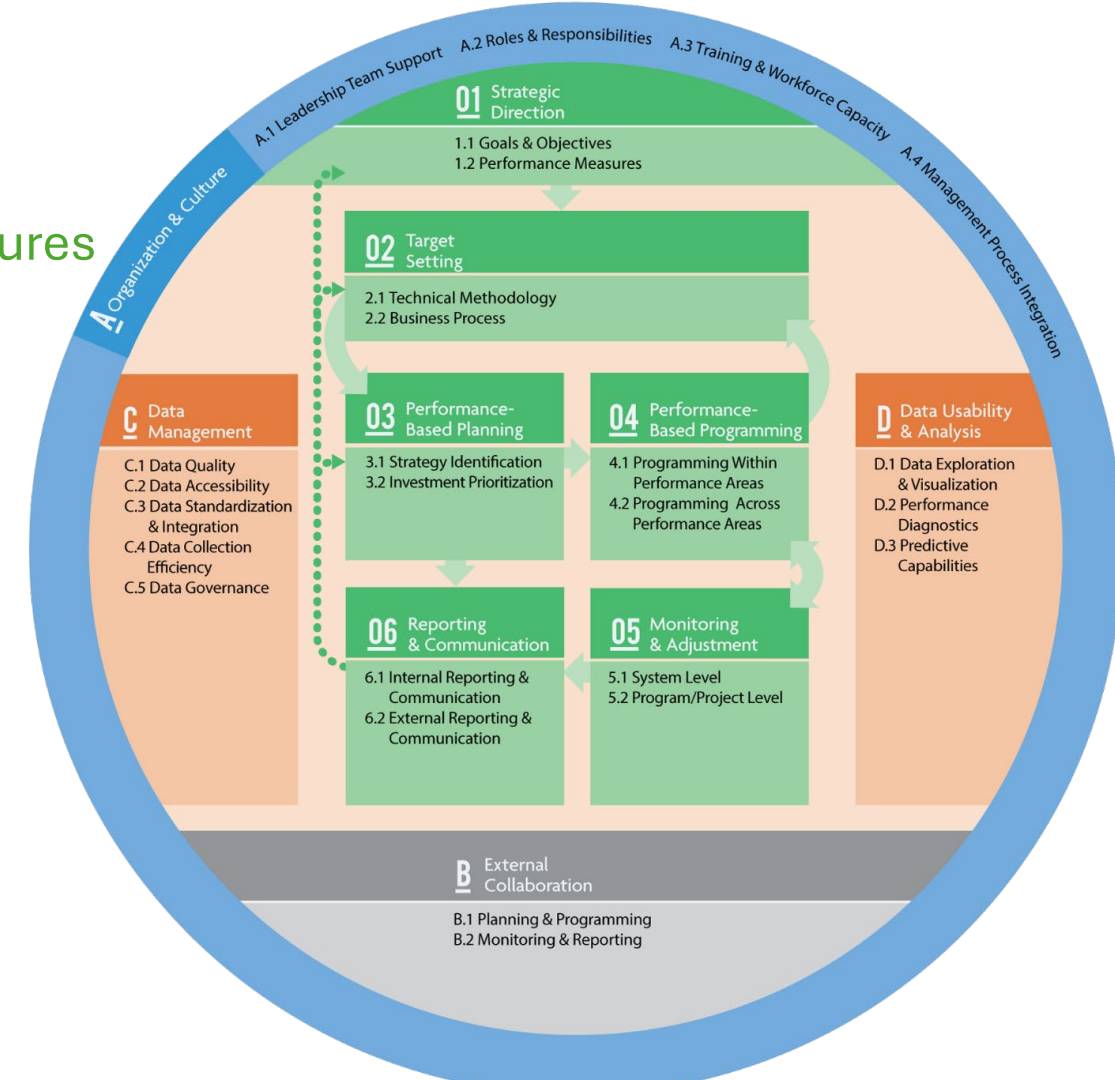 A.1 Leadership Team Support
A.2 Roles & Responsibilities
A.3 Training & Workforce Capacity
A.4 Management Process Integration
A Organization & Culture
ures
01 Strategic
Direction
1.1 Goals & Objectives
1.2 Performance Measures
02 Target
Setting
2.1 Technical Methodology
2.2 Business Process
C Data
Management
C.1 Data Quality
C.2 Data Accessibility
C.3 Data Standardization
& Integration
C.4 Data Collection
Efficiency
C.5 Data Governance
03 Performance-
Based Planning
3.1 Strategy Identification
3.2 Investment Prioritization
04 Performance-
Based Programming
4.1 Programming Within
Performance Areas
4.2 Programming Across
Performance Areas
D Data Usability
& Analysis
D.1 Data Exploration
& Visualization
D.2 Performance
Diagnostics
D.3 Predictive
Capabilities
06 Reporting
& Communication
6.1 Internal Reporting &
Communication
6.2 External Reporting &
Communication
05 Monitoring
& Adjustment
5.1 System Level
5.2 Program/Project Level
B External
Collaboration
B.1 Planning & Programming
B.2 Monitoring & Reporting